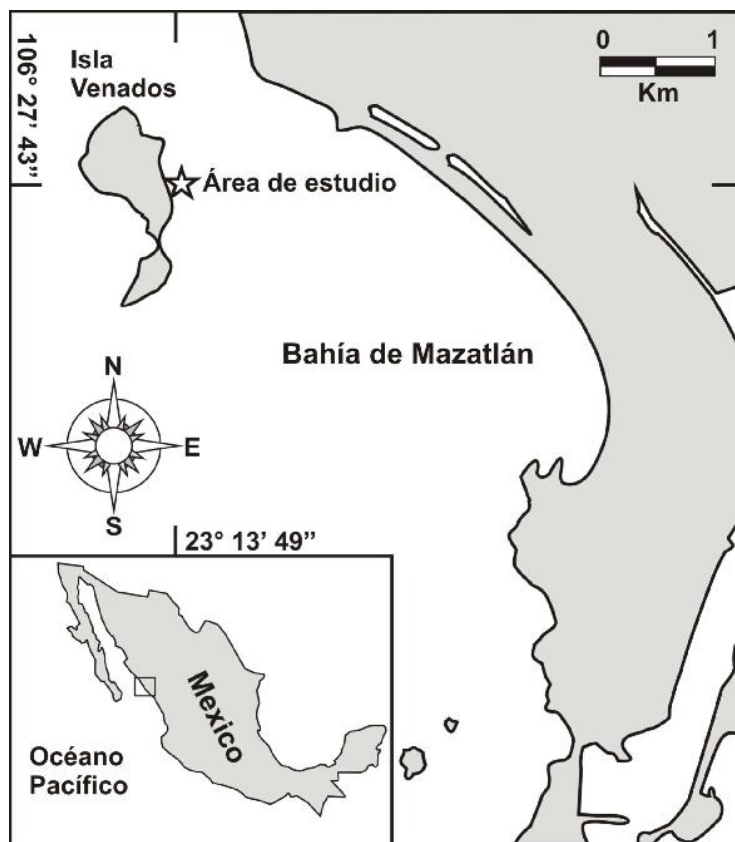 106° 27’ 43”
Isla
Venados
0 1
Km
Área de estudio
Bahía de Mazatlán
N
W E
S
23° 13’ 49”
Mexico
Océano
Pacífico